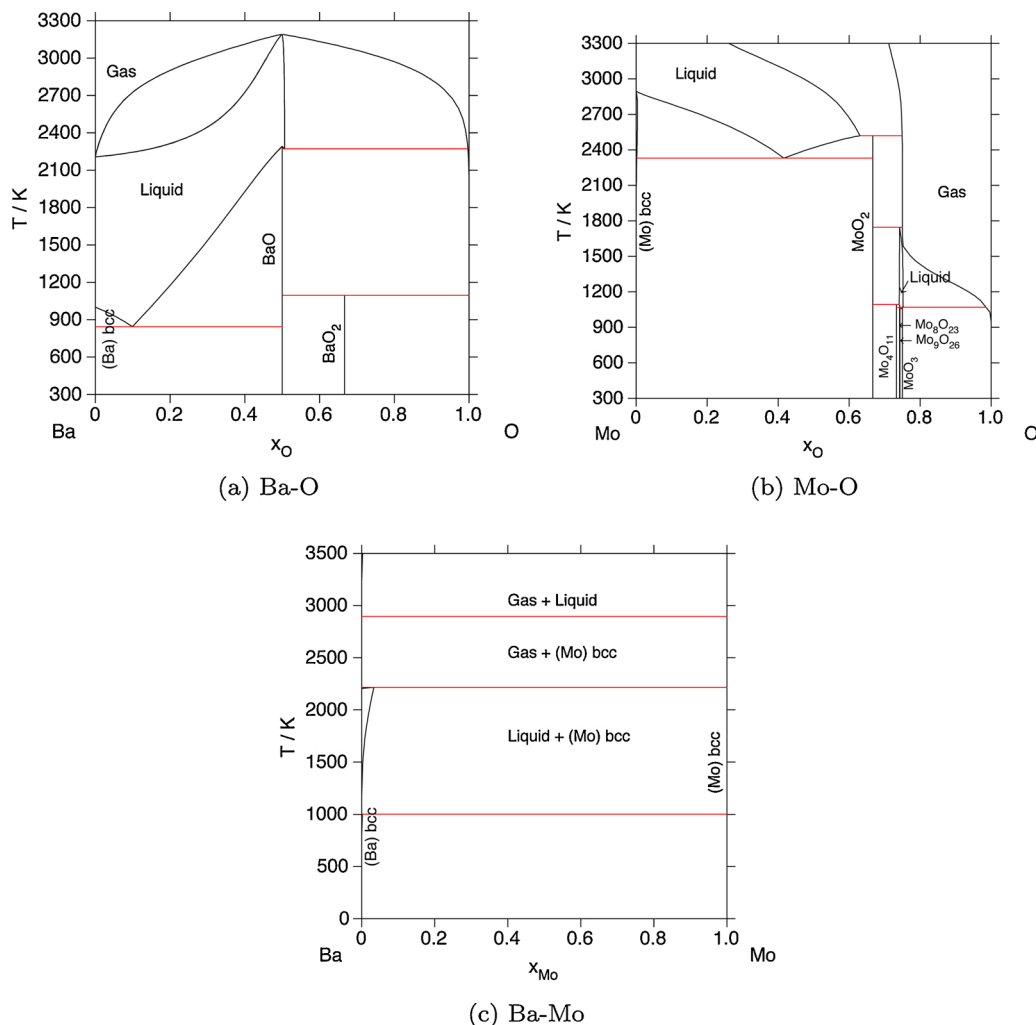 3300
3000
2700
2400
2100
1800
1500
1200
900
600
300
T / K
Gas
Liquid
(Ba) bcc
BaO
BaO₂
0
0.2
0.4
0.6
0.8
1.0
Ba
O
x_O
(a) Ba-O
3300
3000
2700
2400
2100
1800
1500
1200
900
600
300
T / K
Liquid
(Mo) bcc
MoO₂
Gas
Liquid
Mo₈O₂₃
Mo₉O₂₆
Mo₄O₁₁
MoO₃
0
0.2
0.4
0.6
0.8
1.0
Mo
O
x_O
(b) Mo-O
3500
3000
2500
2000
1500
1000
500
0
T / K
Gas + Liquid
Gas + (Mo) bcc
Liquid + (Mo) bcc
(Ba) bcc
(Mo) bcc
0
0.2
0.4
0.6
0.8
1.0
Ba
Mo
x_Mo
(c) Ba-Mo